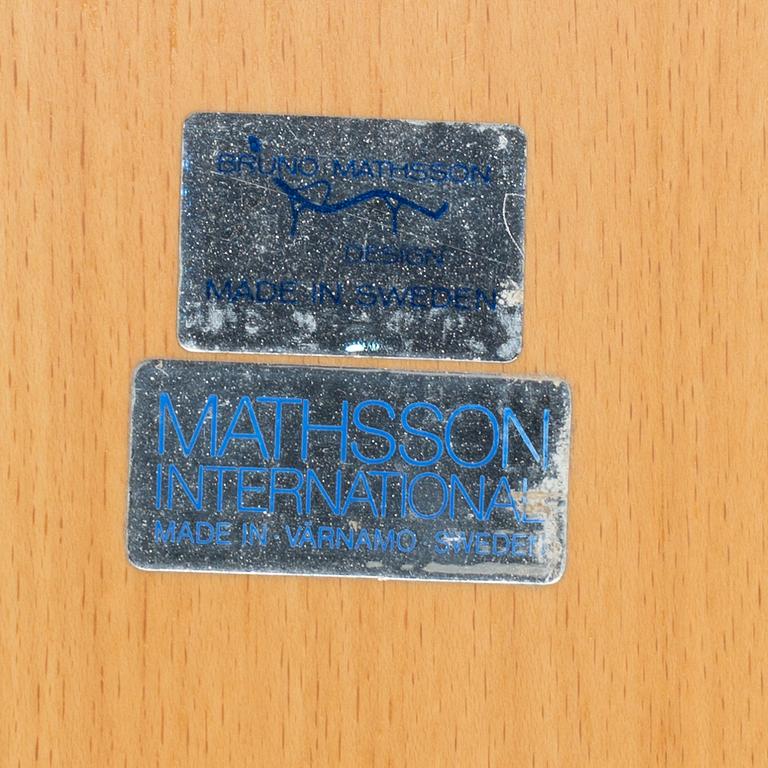 BRUNO MATHSSON
DESIGN
MADE IN SWEDEN
MATHSSON
INTERNATIONAL
MADE IN · VÄRNAMO SWEDEN